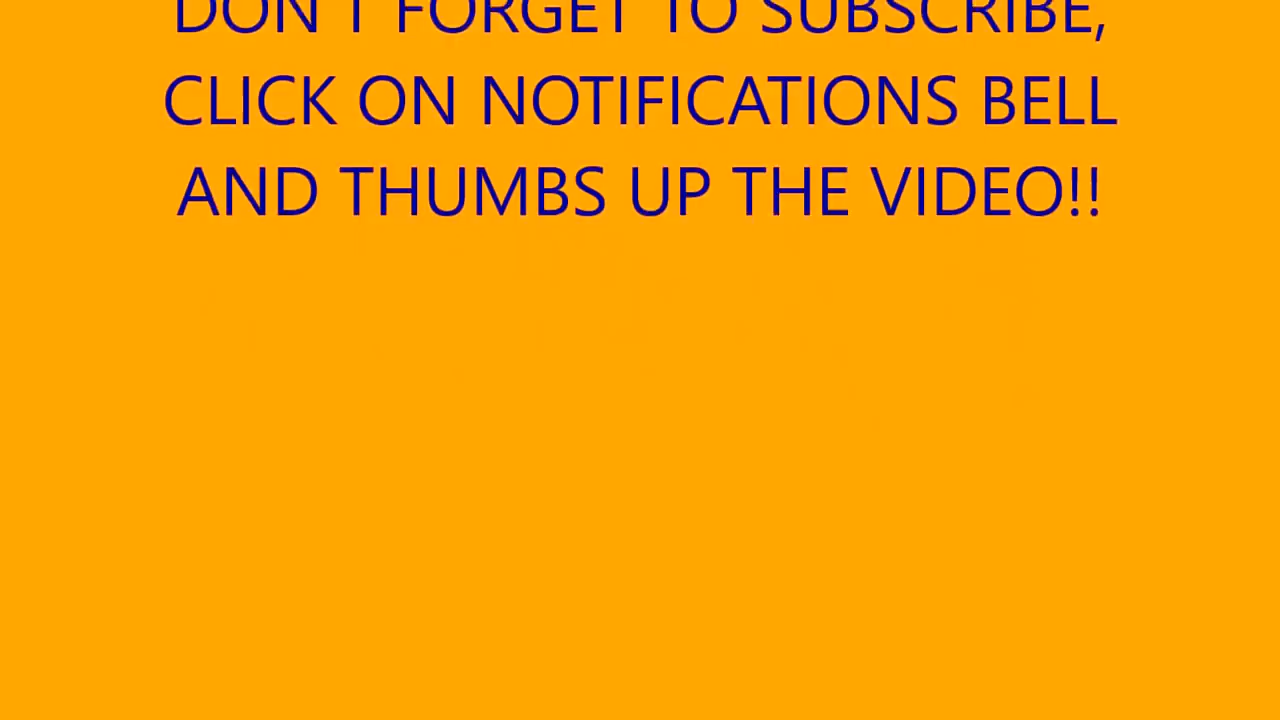 DON'T FORGET TO SUBSCRIBE,
CLICK ON NOTIFICATIONS BELL
AND THUMBS UP THE VIDEO!!